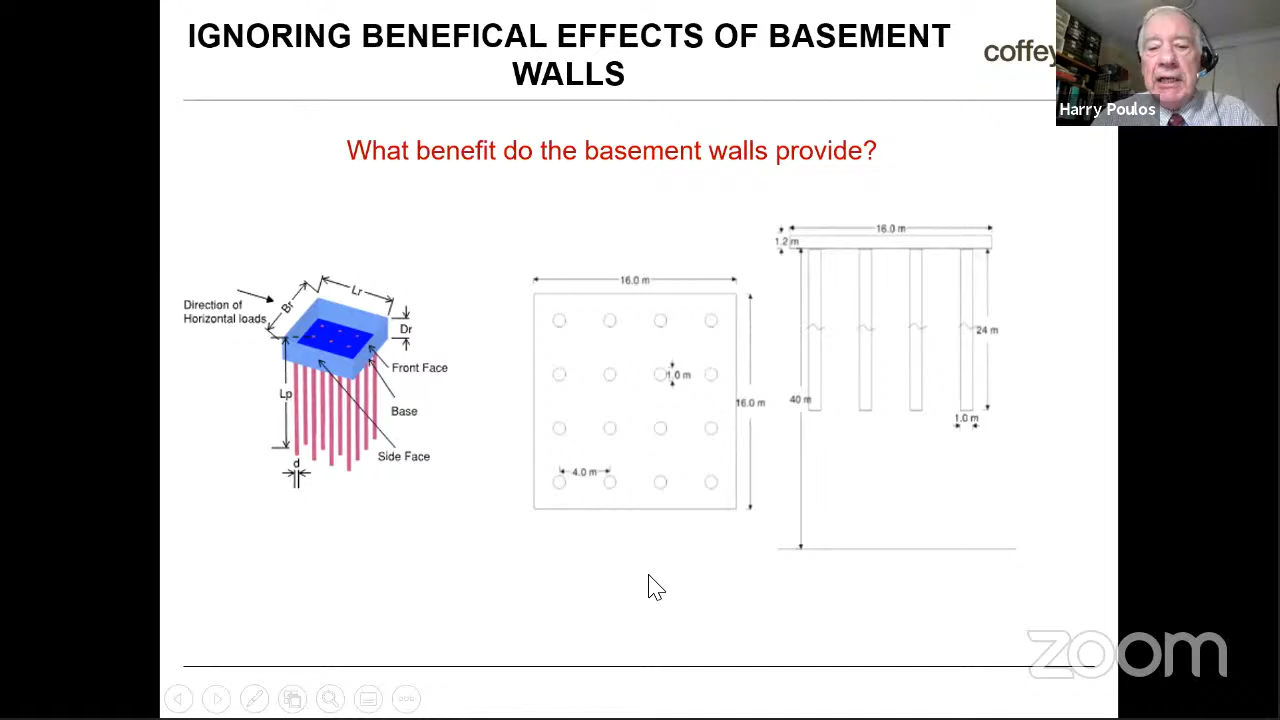 IGNORING BENEFICAL EFFECTS OF BASEMENT
WALLS
coffey
Harry Poulos
What benefit do the basement walls provide?
Direction of
Horizontal loads
Br
Lr
Dr
Front Face
Lp
Base
Side Face
d
16.0 m
1.0 m
16.0 m
4.0 m
16.0 m
1.2 m
24 m
40 m
1.0 m
zoom